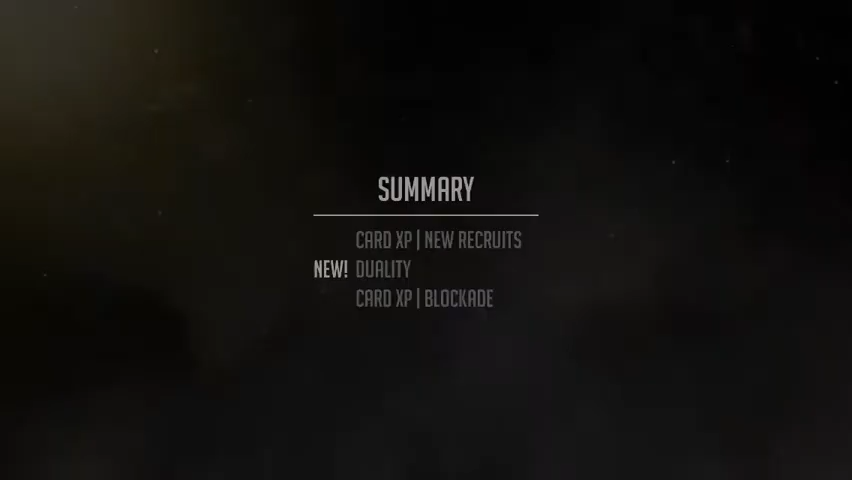 SUMMARY
CARD XP | NEW RECRUITS
NEW! DUALITY
CARD XP | BLOCKADE